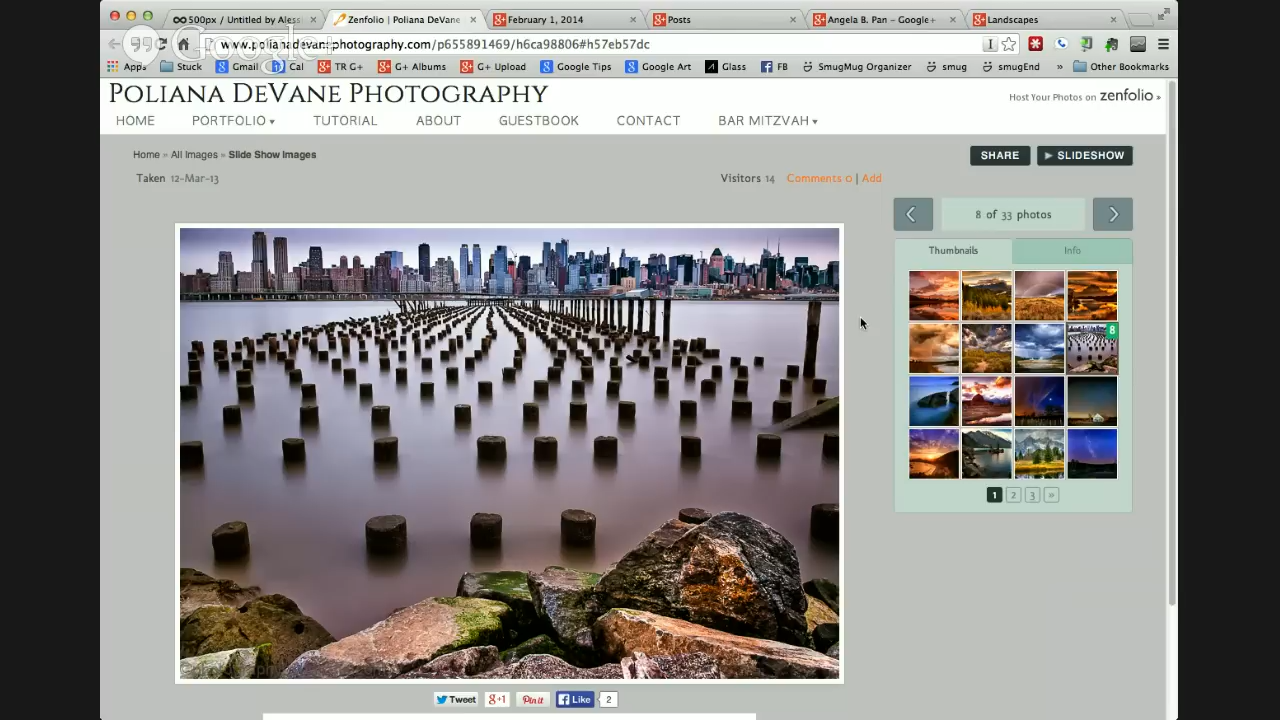 500px / Untitled by Aless
Zenfolio | Poliana DeVane
February 1, 2014
Posts
Angela B. Pan - Google+
Landscapes
Google+
www.polianadevanephotography.com/p655891469/h6ca98806#h57eb57dc
Apps Stuck Gmail Cal TR G+ G+ Albums G+ Upload Google Tips Google Art Glass FB SmugMug Organizer smug smugEnd » Other Bookmarks
POLIANA DEVANE PHOTOGRAPHY
Host Your Photos on zenfolio »
HOME PORTFOLIO ▾ TUTORIAL ABOUT GUESTBOOK CONTACT BAR MITZVAH ▾
Home » All Images » Slide Show Images
SHARE ▶ SLIDESHOW
Taken 12-Mar-13
Visitors 14 Comments 0 | Add
8 of 33 photos
Thumbnails Info
8
1 2 3 »
Tweet g+1 Pin it Like 2